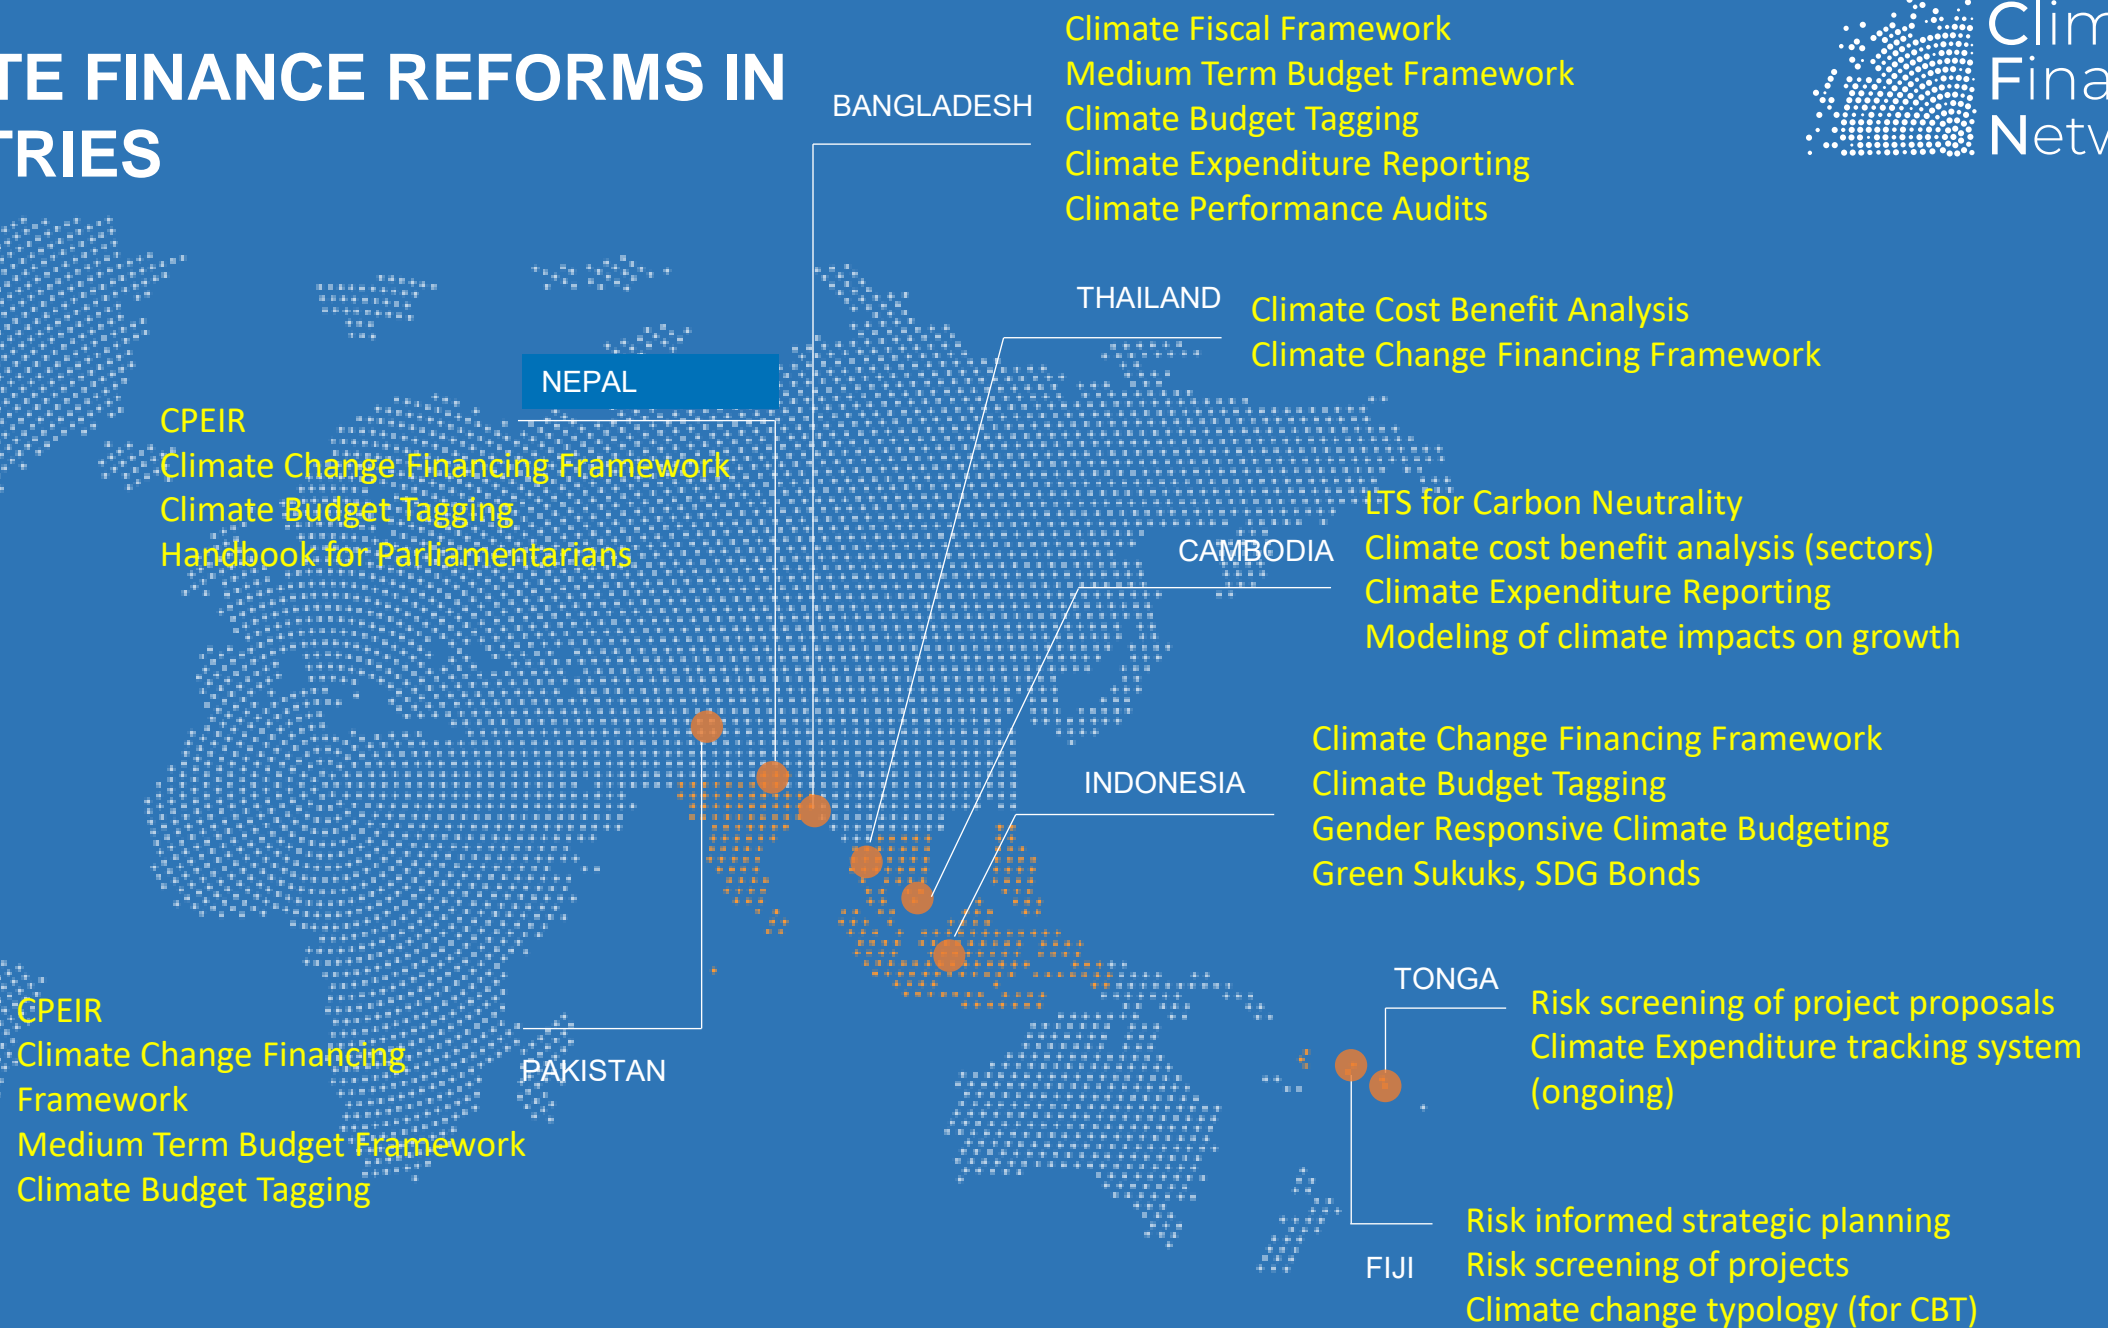 TE FINANCE REFORMS IN
TRIES
Clim
Fina
Netw
BANGLADESH
Climate Fiscal Framework
Medium Term Budget Framework
Climate Budget Tagging
Climate Expenditure Reporting
Climate Performance Audits
THAILAND
Climate Cost Benefit Analysis
Climate Change Financing Framework
NEPAL
CPEIR
Climate Change Financing Framework
Climate Budget Tagging
Handbook for Parliamentarians
CAMBODIA
LTS for Carbon Neutrality
Climate cost benefit analysis (sectors)
Climate Expenditure Reporting
Modeling of climate impacts on growth
INDONESIA
Climate Change Financing Framework
Climate Budget Tagging
Gender Responsive Climate Budgeting
Green Sukuks, SDG Bonds
PAKISTAN
CPEIR
Climate Change Financing
Framework
Medium Term Budget Framework
Climate Budget Tagging
TONGA
Risk screening of project proposals
Climate Expenditure tracking system
(ongoing)
FIJI
Risk informed strategic planning
Risk screening of projects
Climate change typology (for CBT)